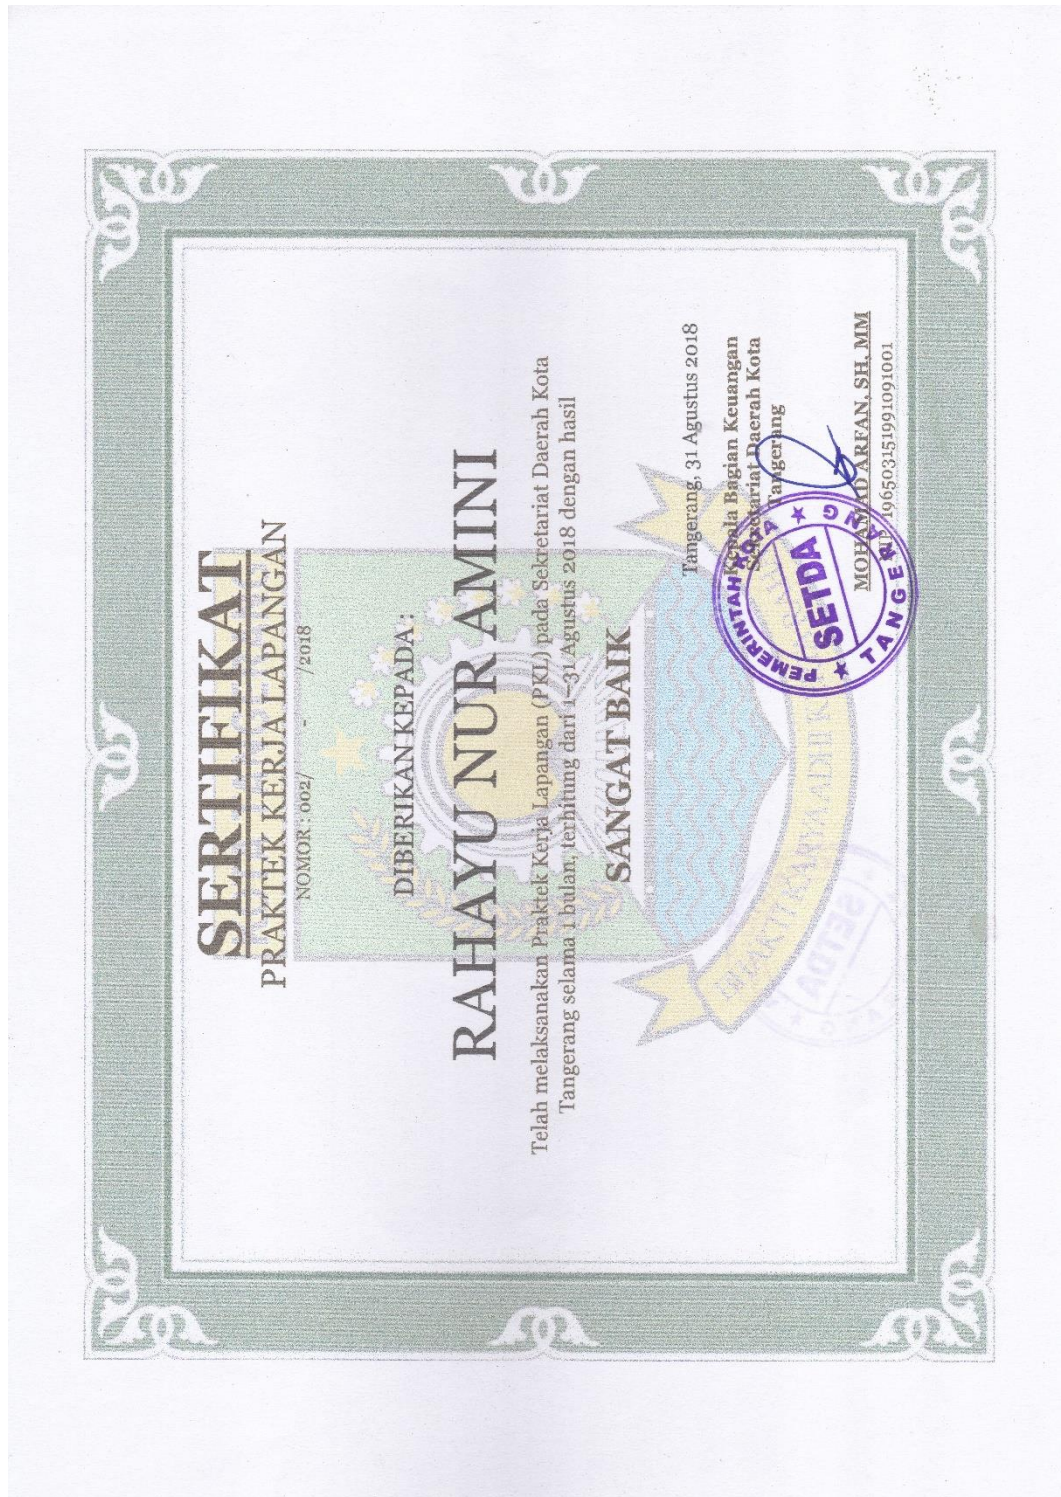 SERTIFIKAT
PRAKTEK KERJA LAPANGAN
NOMOR : 002/ - /2018
DIBERIKAN KEPADA :
RAHAYU NUR AMINI
Telah melaksanakan Praktek Kerja Lapangan (PKL) pada Sekretariat Daerah Kota
Tangerang selama 1 bulan, terhitung dari 1-31 Agustus 2018 dengan hasil
SANGAT BAIK
Tangerang, 31 Agustus 2018
Kepala Bagian Keuangan
Sekretariat Daerah Kota
Tangerang
PEMERINTAH KOTA
SETDA
TANGERANG
MOHAMAD ARFAN, SH, MM
196503151991091001